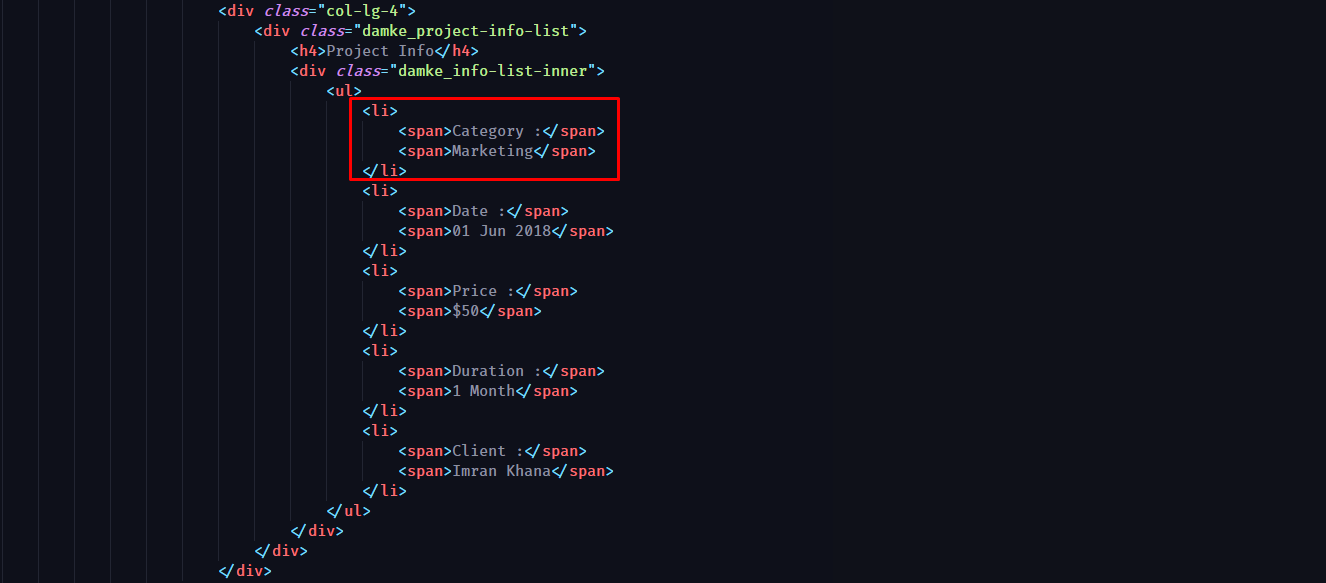 <div class="col-lg-4">
<div class="damke_project-info-list">
<h4>Project Info</h4>
<div class="damke_info-list-inner">
<ul>
<li>
<span>Category :</span>
<span>Marketing</span>
</li>
<li>
<span>Date :</span>
<span>01 Jun 2018</span>
</li>
<li>
<span>Price :</span>
<span>$50</span>
</li>
<li>
<span>Duration :</span>
<span>1 Month</span>
</li>
<li>
<span>Client :</span>
<span>Imran Khana</span>
</li>
</ul>
</div>
</div>
</div>